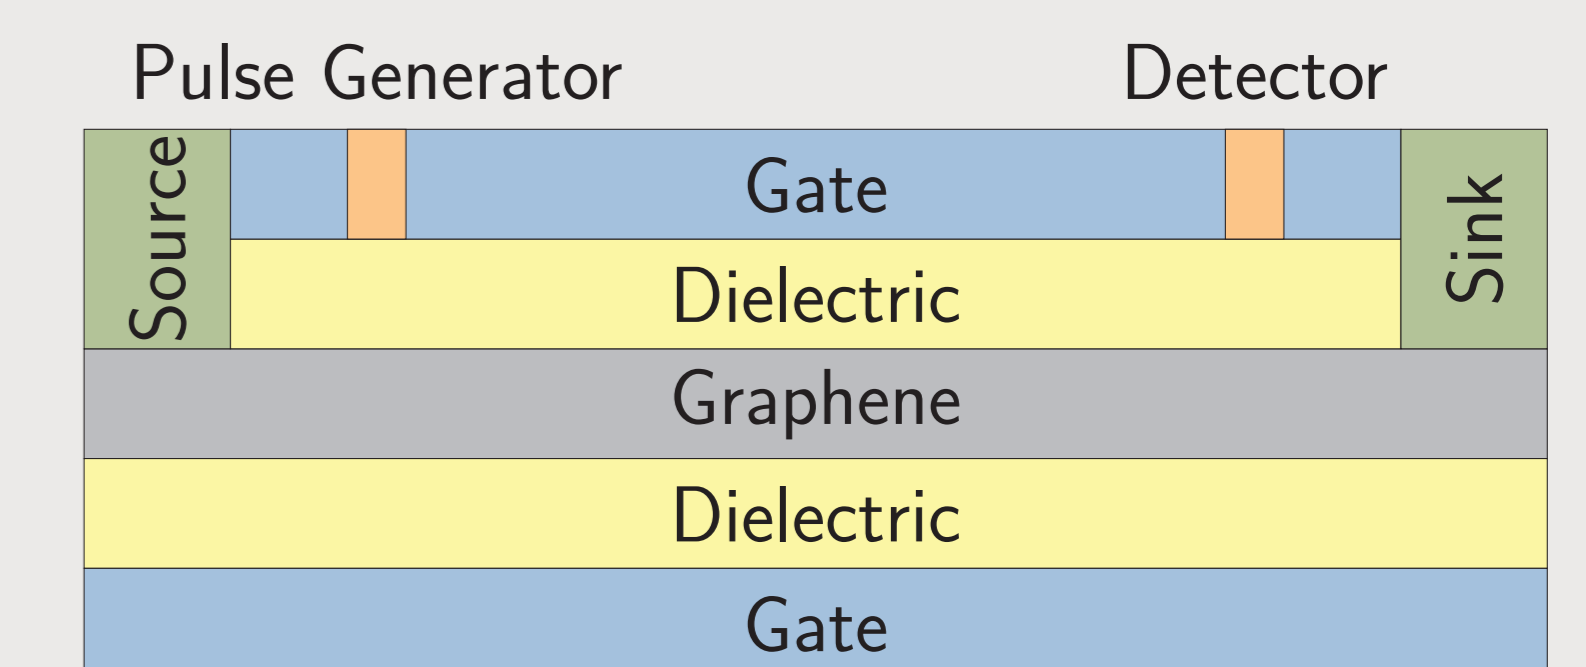 Pulse Generator
Detector
Source
Gate
Sink
Dielectric
Graphene
Dielectric
Gate